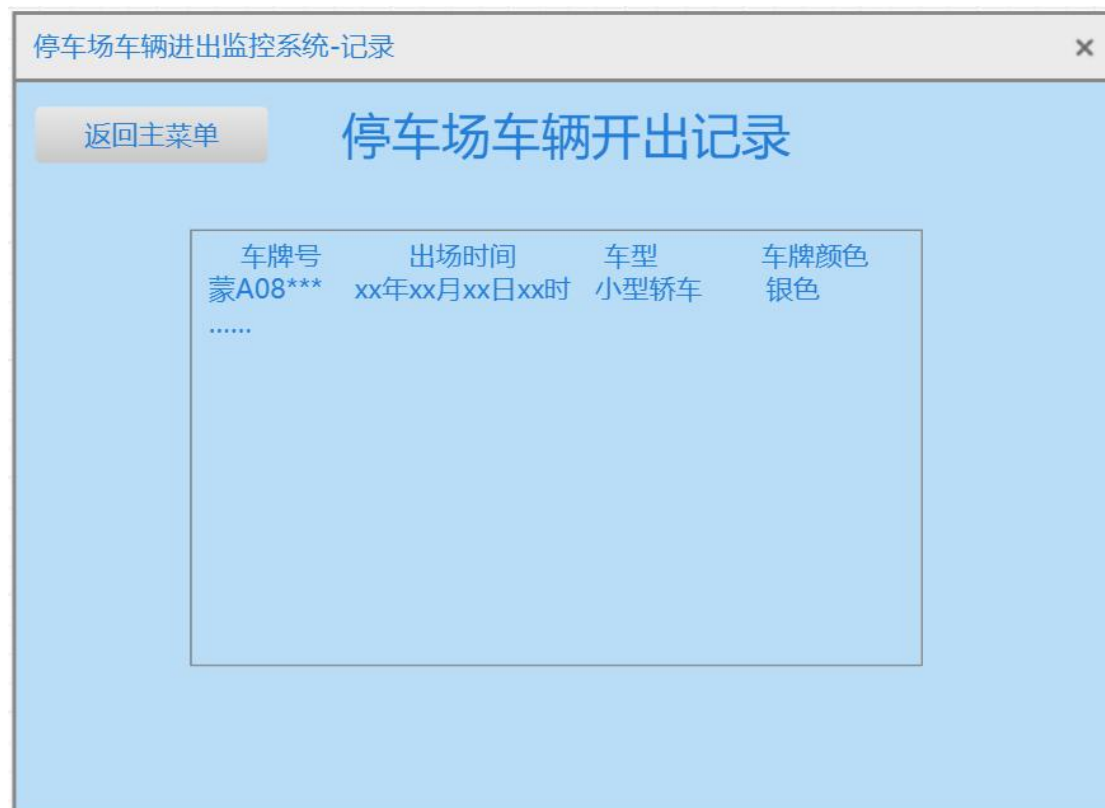 停车场车辆进出监控系统-记录
返回主菜单
停车场车辆开出记录
车牌号 出场时间 车型 车牌颜色
蒙A08*** xx年xx月xx日xx时 小型轿车 银色
......